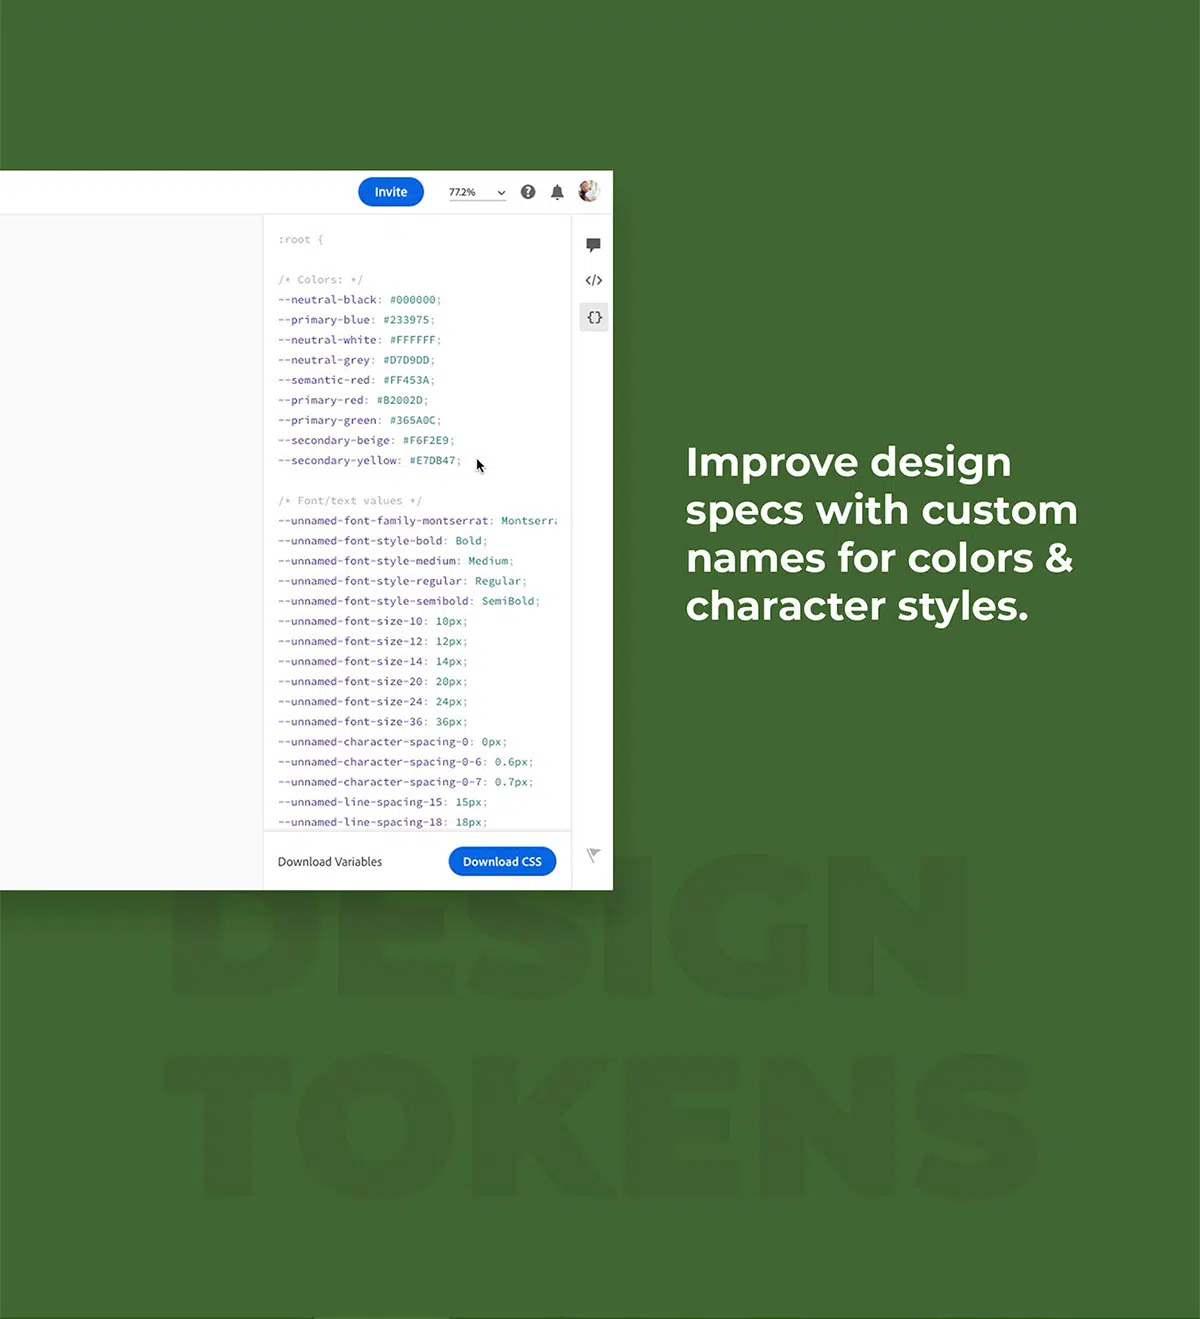 Invite
77.2%
:root {
/* Colors: */
--neutral-black: #000000;
--primary-blue: #233975;
--neutral-white: #FFFFFF;
--neutral-grey: #D7D9DD;
--semantic-red: #FF453A;
--primary-red: #B2002D;
--primary-green: #365A0C;
--secondary-beige: #F6F2E9;
--secondary-yellow: #E7DB47;
/* Font/text values */
--unnamed-font-family-montserrat: Montserra
--unnamed-font-style-bold: Bold;
--unnamed-font-style-medium: Medium;
--unnamed-font-style-regular: Regular;
--unnamed-font-style-semibold: SemiBold;
--unnamed-font-size-10: 10px;
--unnamed-font-size-12: 12px;
--unnamed-font-size-14: 14px;
--unnamed-font-size-20: 20px;
--unnamed-font-size-24: 24px;
--unnamed-font-size-36: 36px;
--unnamed-character-spacing-0: 0px;
--unnamed-character-spacing-0-6: 0.6px;
--unnamed-character-spacing-0-7: 0.7px;
--unnamed-line-spacing-15: 15px;
--unnamed-line-spacing-18: 18px;
Download Variables
Download CSS
Improve design
specs with custom
names for colors &
character styles.
DESIGN
TOKENS